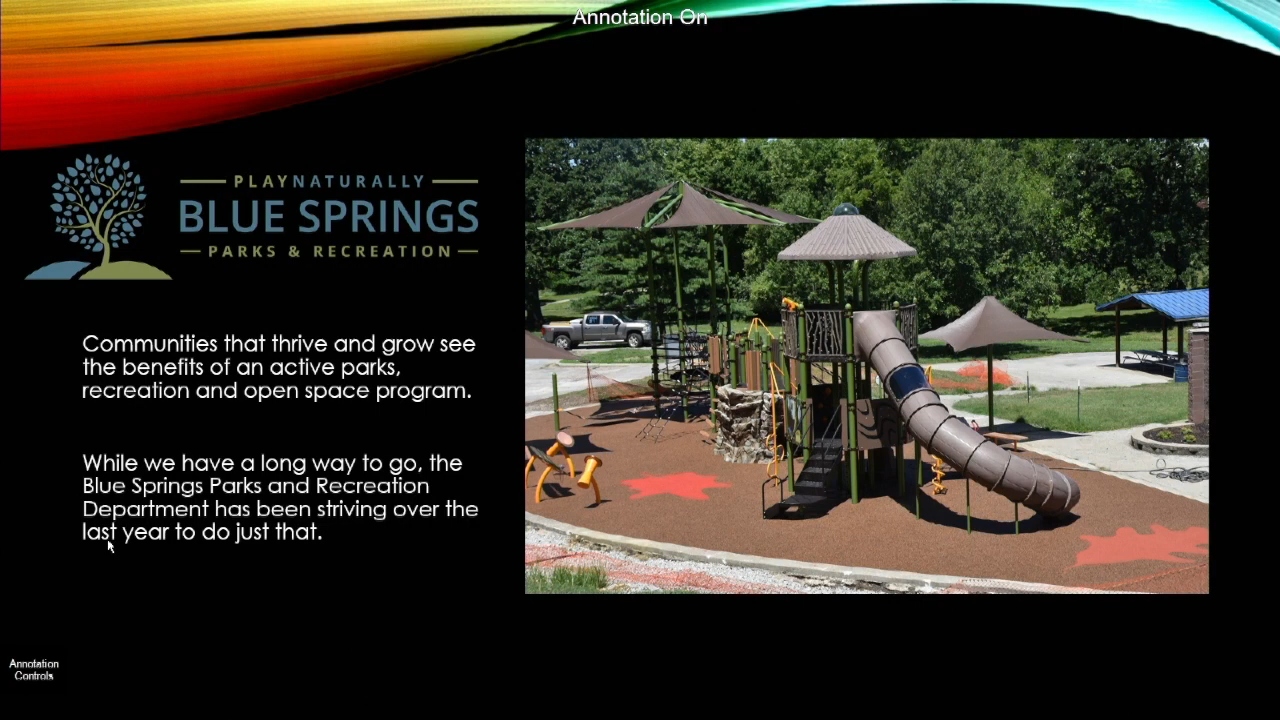 Annotation On
PLAYNATURALLY
BLUE SPRINGS
PARKS & RECREATION
Communities that thrive and grow see
the benefits of an active parks,
recreation and open space program.
While we have a long way to go, the
Blue Springs Parks and Recreation
Department has been striving over the
last year to do just that.
Annotation
Controls